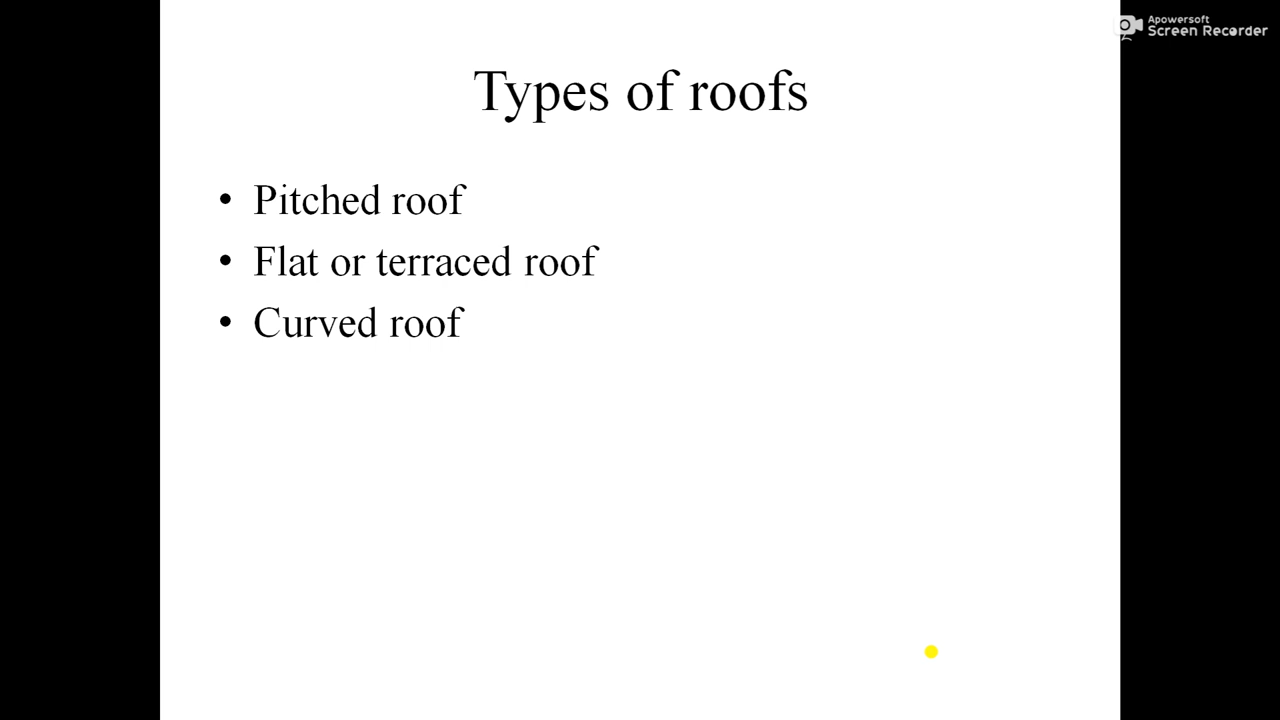 Apowersoft
Screen Recorder
Types of roofs
• Pitched roof
• Flat or terraced roof
• Curved roof